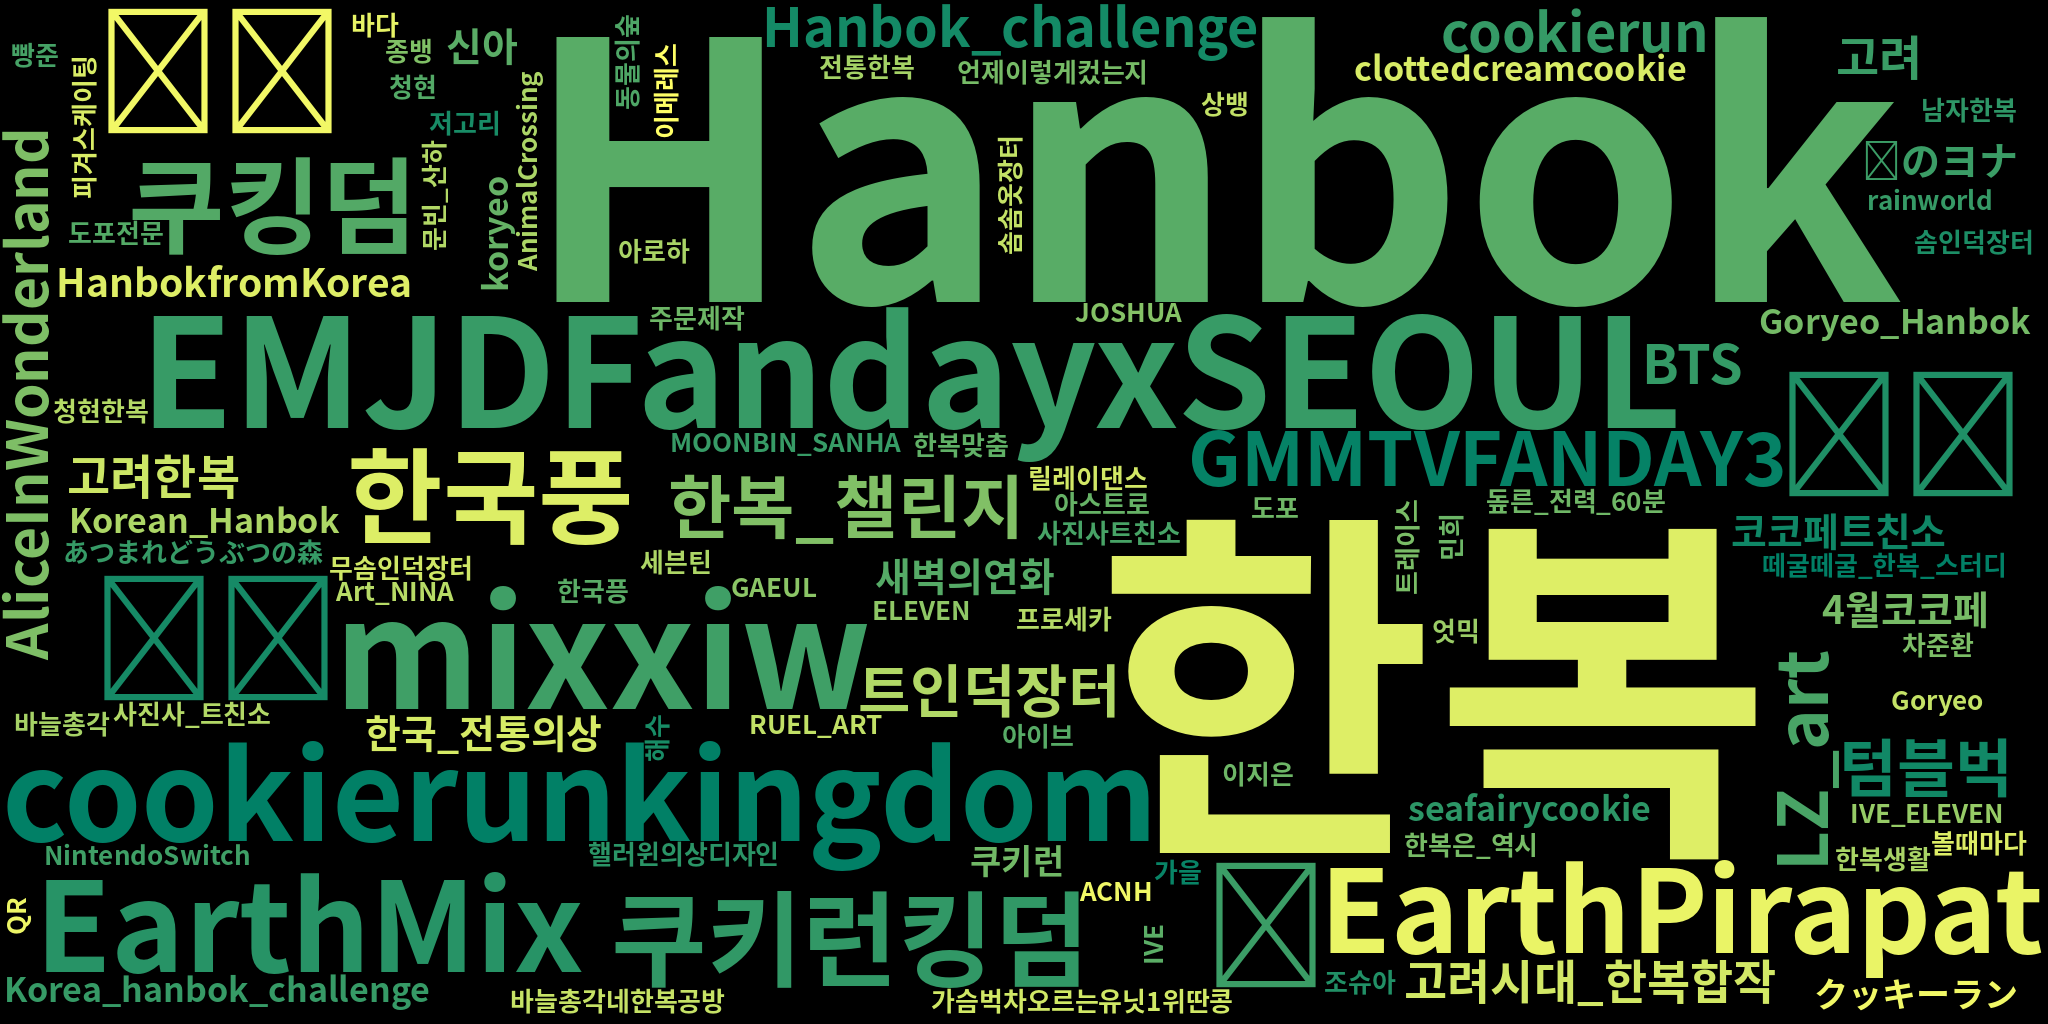 바다
Hanbok_challenge
cookierun
빵준
종뱅
신아
동물의숲
이메레스
전통한복
언제이렇게컸는지
clottedcreamcookie
고려
피겨스케이팅
청현
상뱅
남자한복
저고리
AnimalCrossing
Hanbok
のヨナ
쿠킹덤
문빈_산하
koryeo
솜솜옷장터
rainworld
도포전문
아로하
솜인덕장터
AliceInWonderland
HanbokfromKorea
주문제작
JOSHUA
Goryeo_Hanbok
EMJDFandayxSEOUL
BTS
청현한복
MOONBIN_SANHA
한복맞춤
GMMTVFANDAY3
고려한복
한국풍
한복_챌린지
릴레이댄스
아스트로
도포
돒른_전력_60분
Korean_Hanbok
사진사트친소
트레이스
민희
코코페트친소
あつまれどうぶつの森
무솜인덕장터
세븐틴
새벽의연화
떼굴떼굴_한복_스터디
Art_NINA
한국픙
GAEUL
ELEVEN
프로세카
한복
4월코코페
mixxiw
엇믹
차준환
트인덕장터
LZ_art
Goryeo
바늘총각
사진사_트친소
한국_전통의상
해수
RUEL_ART
아이브
cookierunkingdom
이지은
텀블벅
seafairycookie
IVE_ELEVEN
NintendoSwitch
핼러윈의상디자인
쿠키런
가을
한복은_역시
한복생활
볼때마다
QR
EarthMix
쿠키런킹덤
ACNH
IVE
EarthPirapat
Korea_hanbok_challenge
바늘총각네한복공방
가슴벅차오르는유닛1위딴콩
조슈아
고려시대_한복합작
クッキーラン